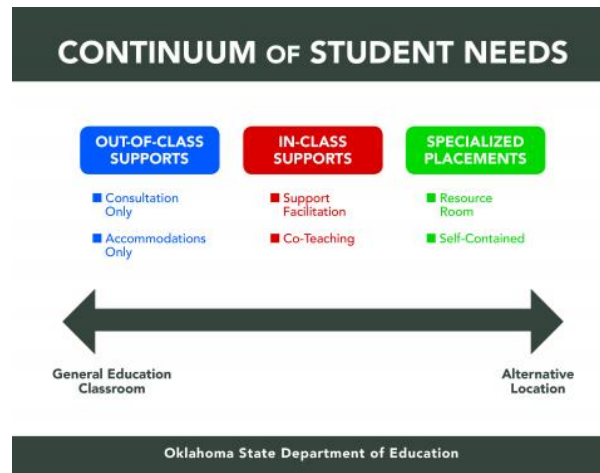 CONTINUUM OF STUDENT NEEDS
OUT-OF-CLASS
SUPPORTS
Consultation
Only
Accommodations
Only
IN-CLASS
SUPPORTS
Support
Facilitation
Co-Teaching
SPECIALIZED
PLACEMENTS
Resource
Room
Self-Contained
General Education
Classroom
Alternative
Location
Oklahoma State Department of Education